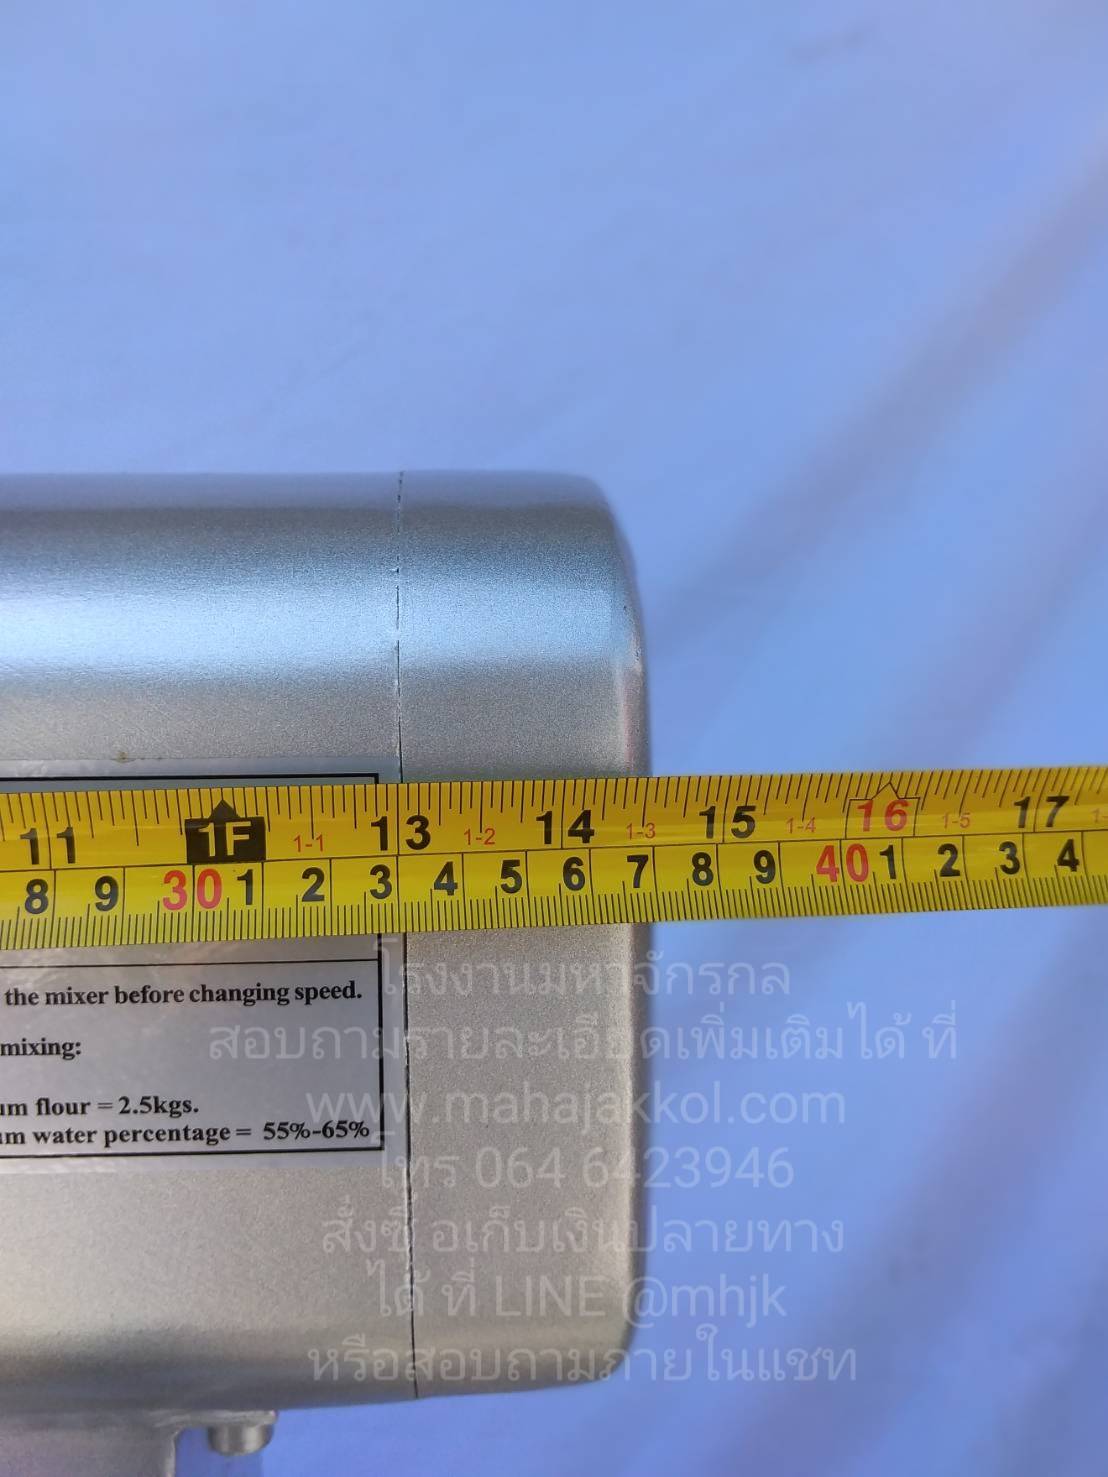 11 1F 1-1 13 1-2 14 1-3 15 1-4 16 1-5 17
8 9 30 1 2 3 4 5 6 7 8 9 40 1 2 3 4
the mixer before changing speed.
mixing:
um flour = 2.5kgs.
um water percentage = 55%-65%
โรงงานมหาจักรกล
สอบถามรายละเอียดเพิ่มเติมได้ ที่
www.mahajakkol.com
โทร 064 6423946
สั่งซื้อเก็บเงินปลายทาง
ได้ ที่ LINE @mhjk
หรือสอบถามภายในแชท